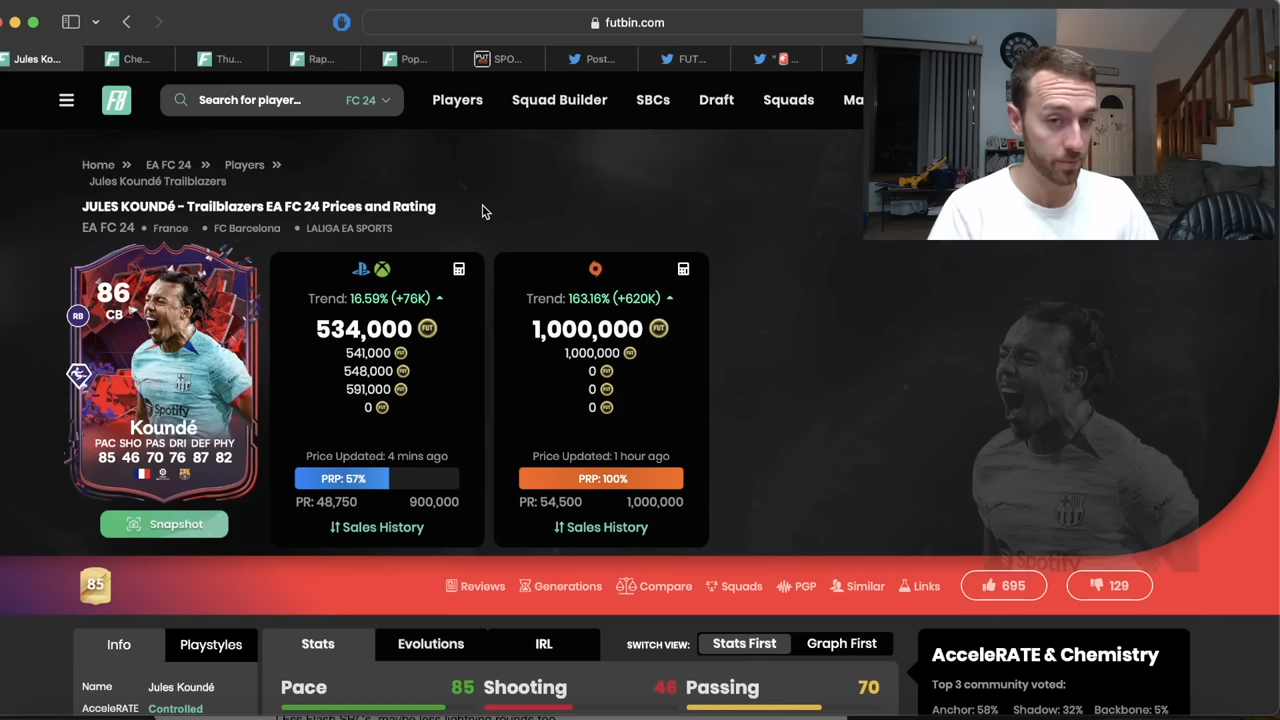 futbin.com
Jules Ko...
Che...
Thu...
Rap...
Pop...
FUT SPO...
Post...
FUT...
" 🚨...
Search for player... FC 24
Players Squad Builder SBCs Draft Squads Ma
Home >> EA FC 24 >> Players >>
Jules Koundé Trailblazers
JULES KOUNDé - Trailblazers EA FC 24 Prices and Rating
EA FC 24 • France • FC Barcelona • LALIGA EA SPORTS
86
CB
RB
Spotify
Koundé
PAC SHO PAS DRI DEF PHY
85 46 70 76 87 82
Snapshot
Trend: 16.59% (+76K)
534,000 FUT
541,000
548,000
591,000
0
Price Updated: 4 mins ago
PRP: 57%
PR: 48,750 900,000
Sales History
Trend: 163.16% (+620K)
1,000,000 FUT
1,000,000
0
0
0
Price Updated: 1 hour ago
PRP: 100%
PR: 54,500 1,000,000
Sales History
Spotify
85
Reviews Generations Compare Squads PGP Similar Links 695 129
Info Playstyles
Stats Evolutions IRL
SWITCH VIEW: Stats First Graph First
AcceleRATE & Chemistry
Top 3 community voted:
Anchor: 58% Shadow: 32% Backbone: 5%
Name Jules Koundé
AcceleRATE Controlled
Pace 85 Shooting 46 Passing 70